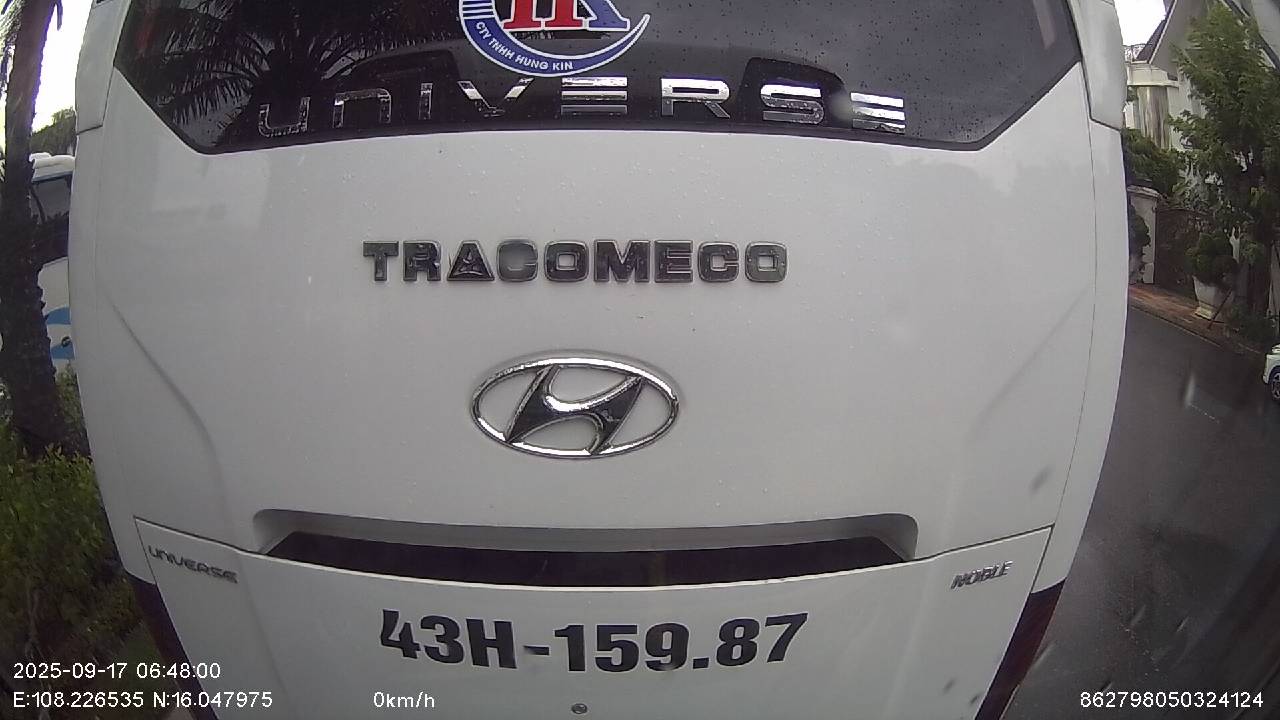 HK
CTY TNHH HUNG KIN
UNIVERSE
TRACOMECO
UNIVERSE
NOBLE
43H-159.87
2025-09-17 06:48:00
E:108.226535 N:16.047975
0km/h
862798050324124